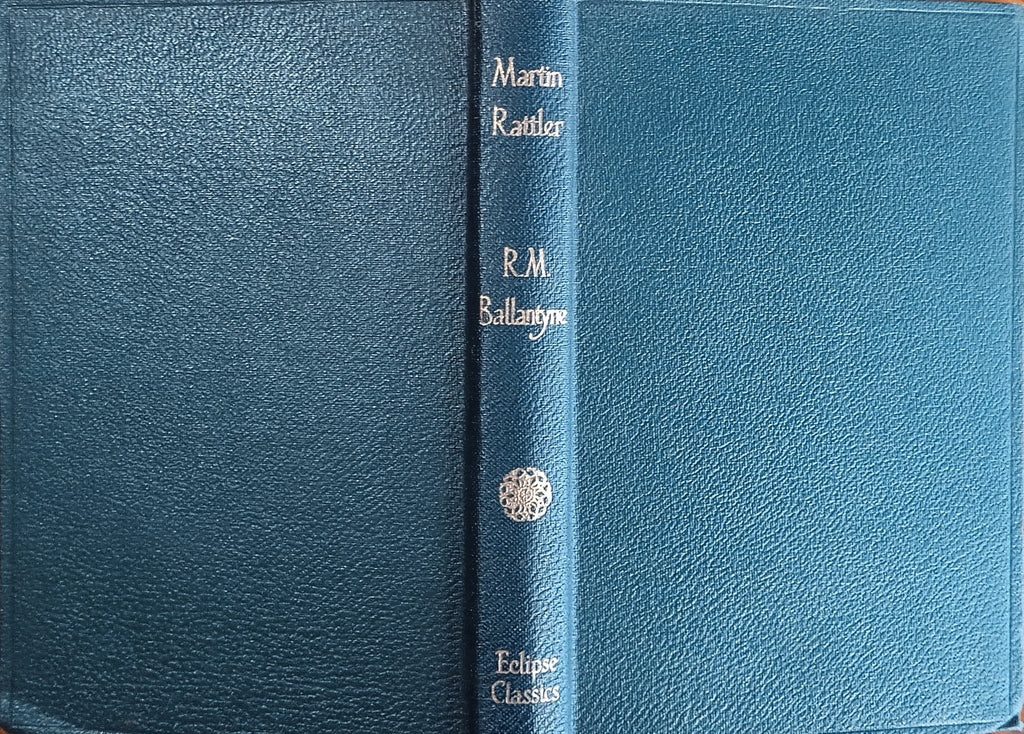 Martin
Rattler
R.M.
Ballantyne
Eclipse
Classics